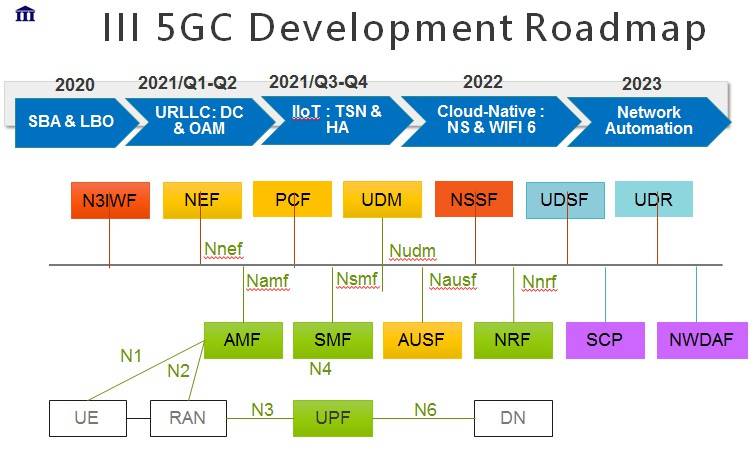 III 5GC Development Roadmap
2020
2021/Q1-Q2
2021/Q3-Q4
2022
2023
SBA & LBO
URLLC: DC
& OAM
IIoT : TSN &
HA
Cloud-Native :
NS & WIFI 6
Network
Automation
N3IWF
NEF
PCF
UDM
NSSF
UDSF
UDR
Nnef
Nudm
Namf
Nsmf
Nausf
Nnrf
AMF
SMF
AUSF
NRF
SCP
NWDAF
N1
N2
N4
UE
RAN
N3
UPF
N6
DN